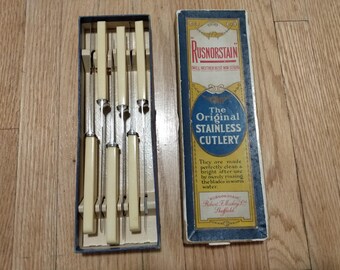 RUSNORSTAIN
The
Original
STAINLESS
CUTLERY
They are made
perfectly clean &
bright after use
by merely rinsing
the blades in warm
water.
Sheffield